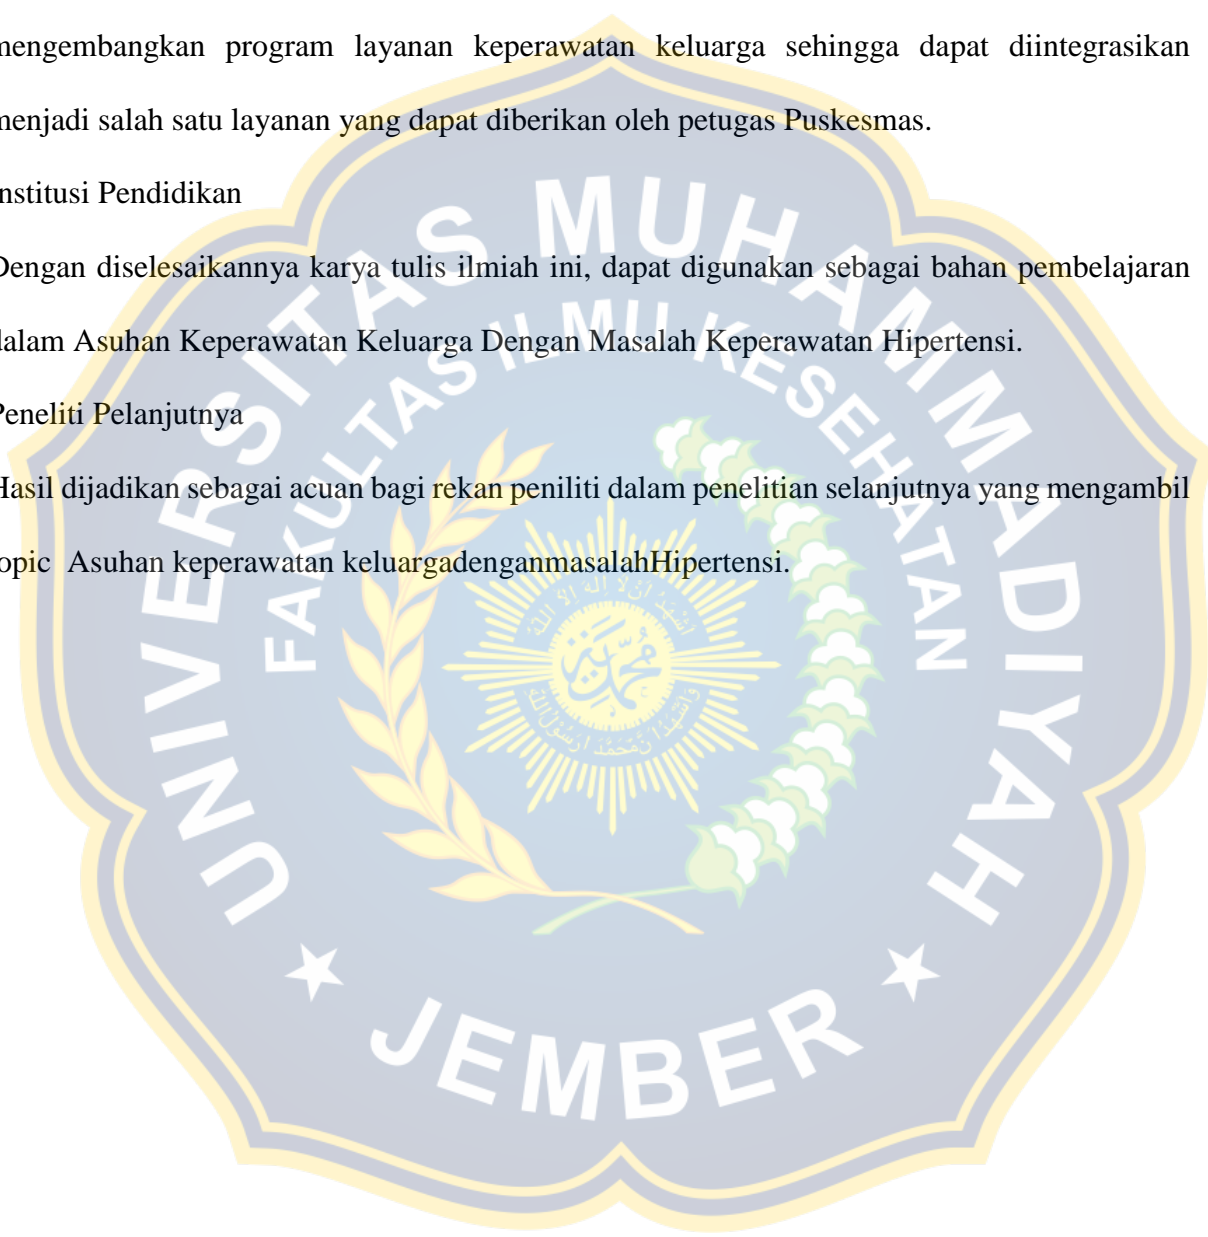 mengembangkan program layanan keperawatan keluarga sehingga dapat diintegrasikan
menjadi salah satu layanan yang dapat diberikan oleh petugas Puskesmas.
Institusi Pendidikan
Dengan diselesaikannya karya tulis ilmiah ini, dapat digunakan sebagai bahan pembelajaran
dalam Asuhan Keperawatan Keluarga Dengan Masalah Keperawatan Hipertensi.
Peneliti Pelanjutnya
Hasil dijadikan sebagai acuan bagi rekan peniliti dalam penelitian selanjutnya yang mengambil
topic Asuhan keperawatan keluargadenganmasalahHipertensi.
UNIVERSITAS MUHAMMADIYAH
FAKULTAS ILMU KESEHATAN
JEMBER